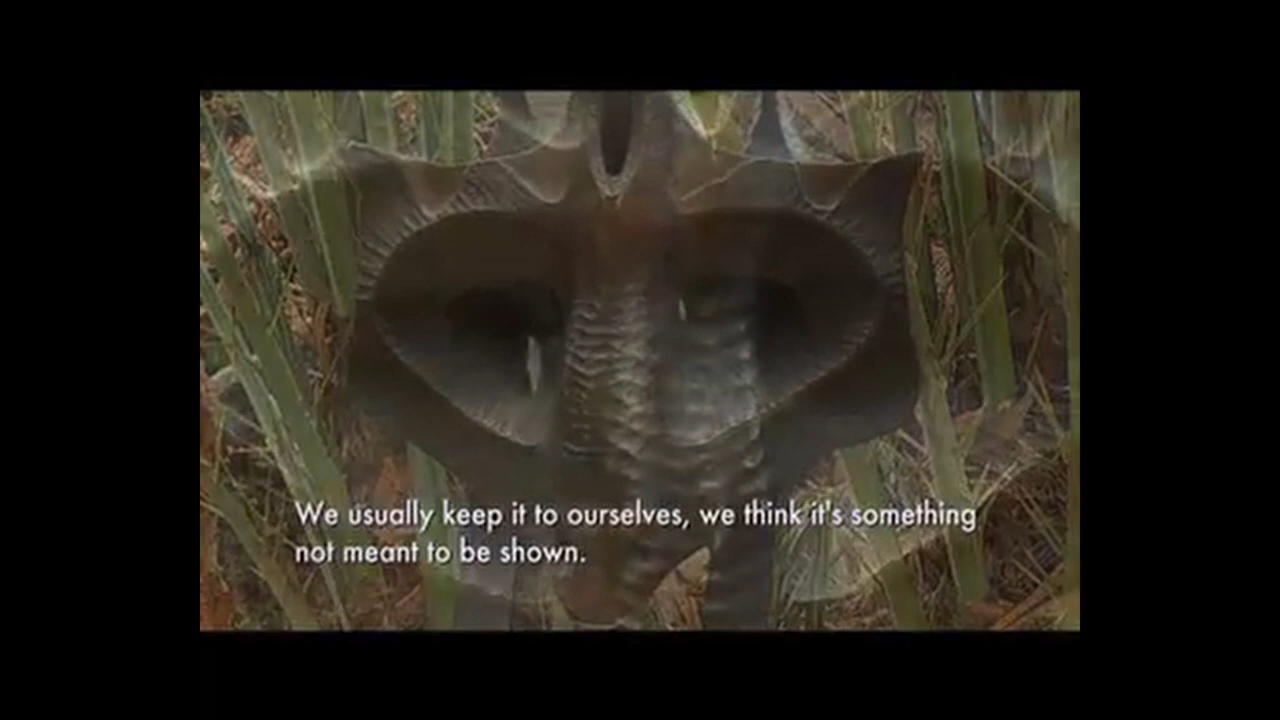 We usually keep it to ourselves, we think it's something
not meant to be shown.